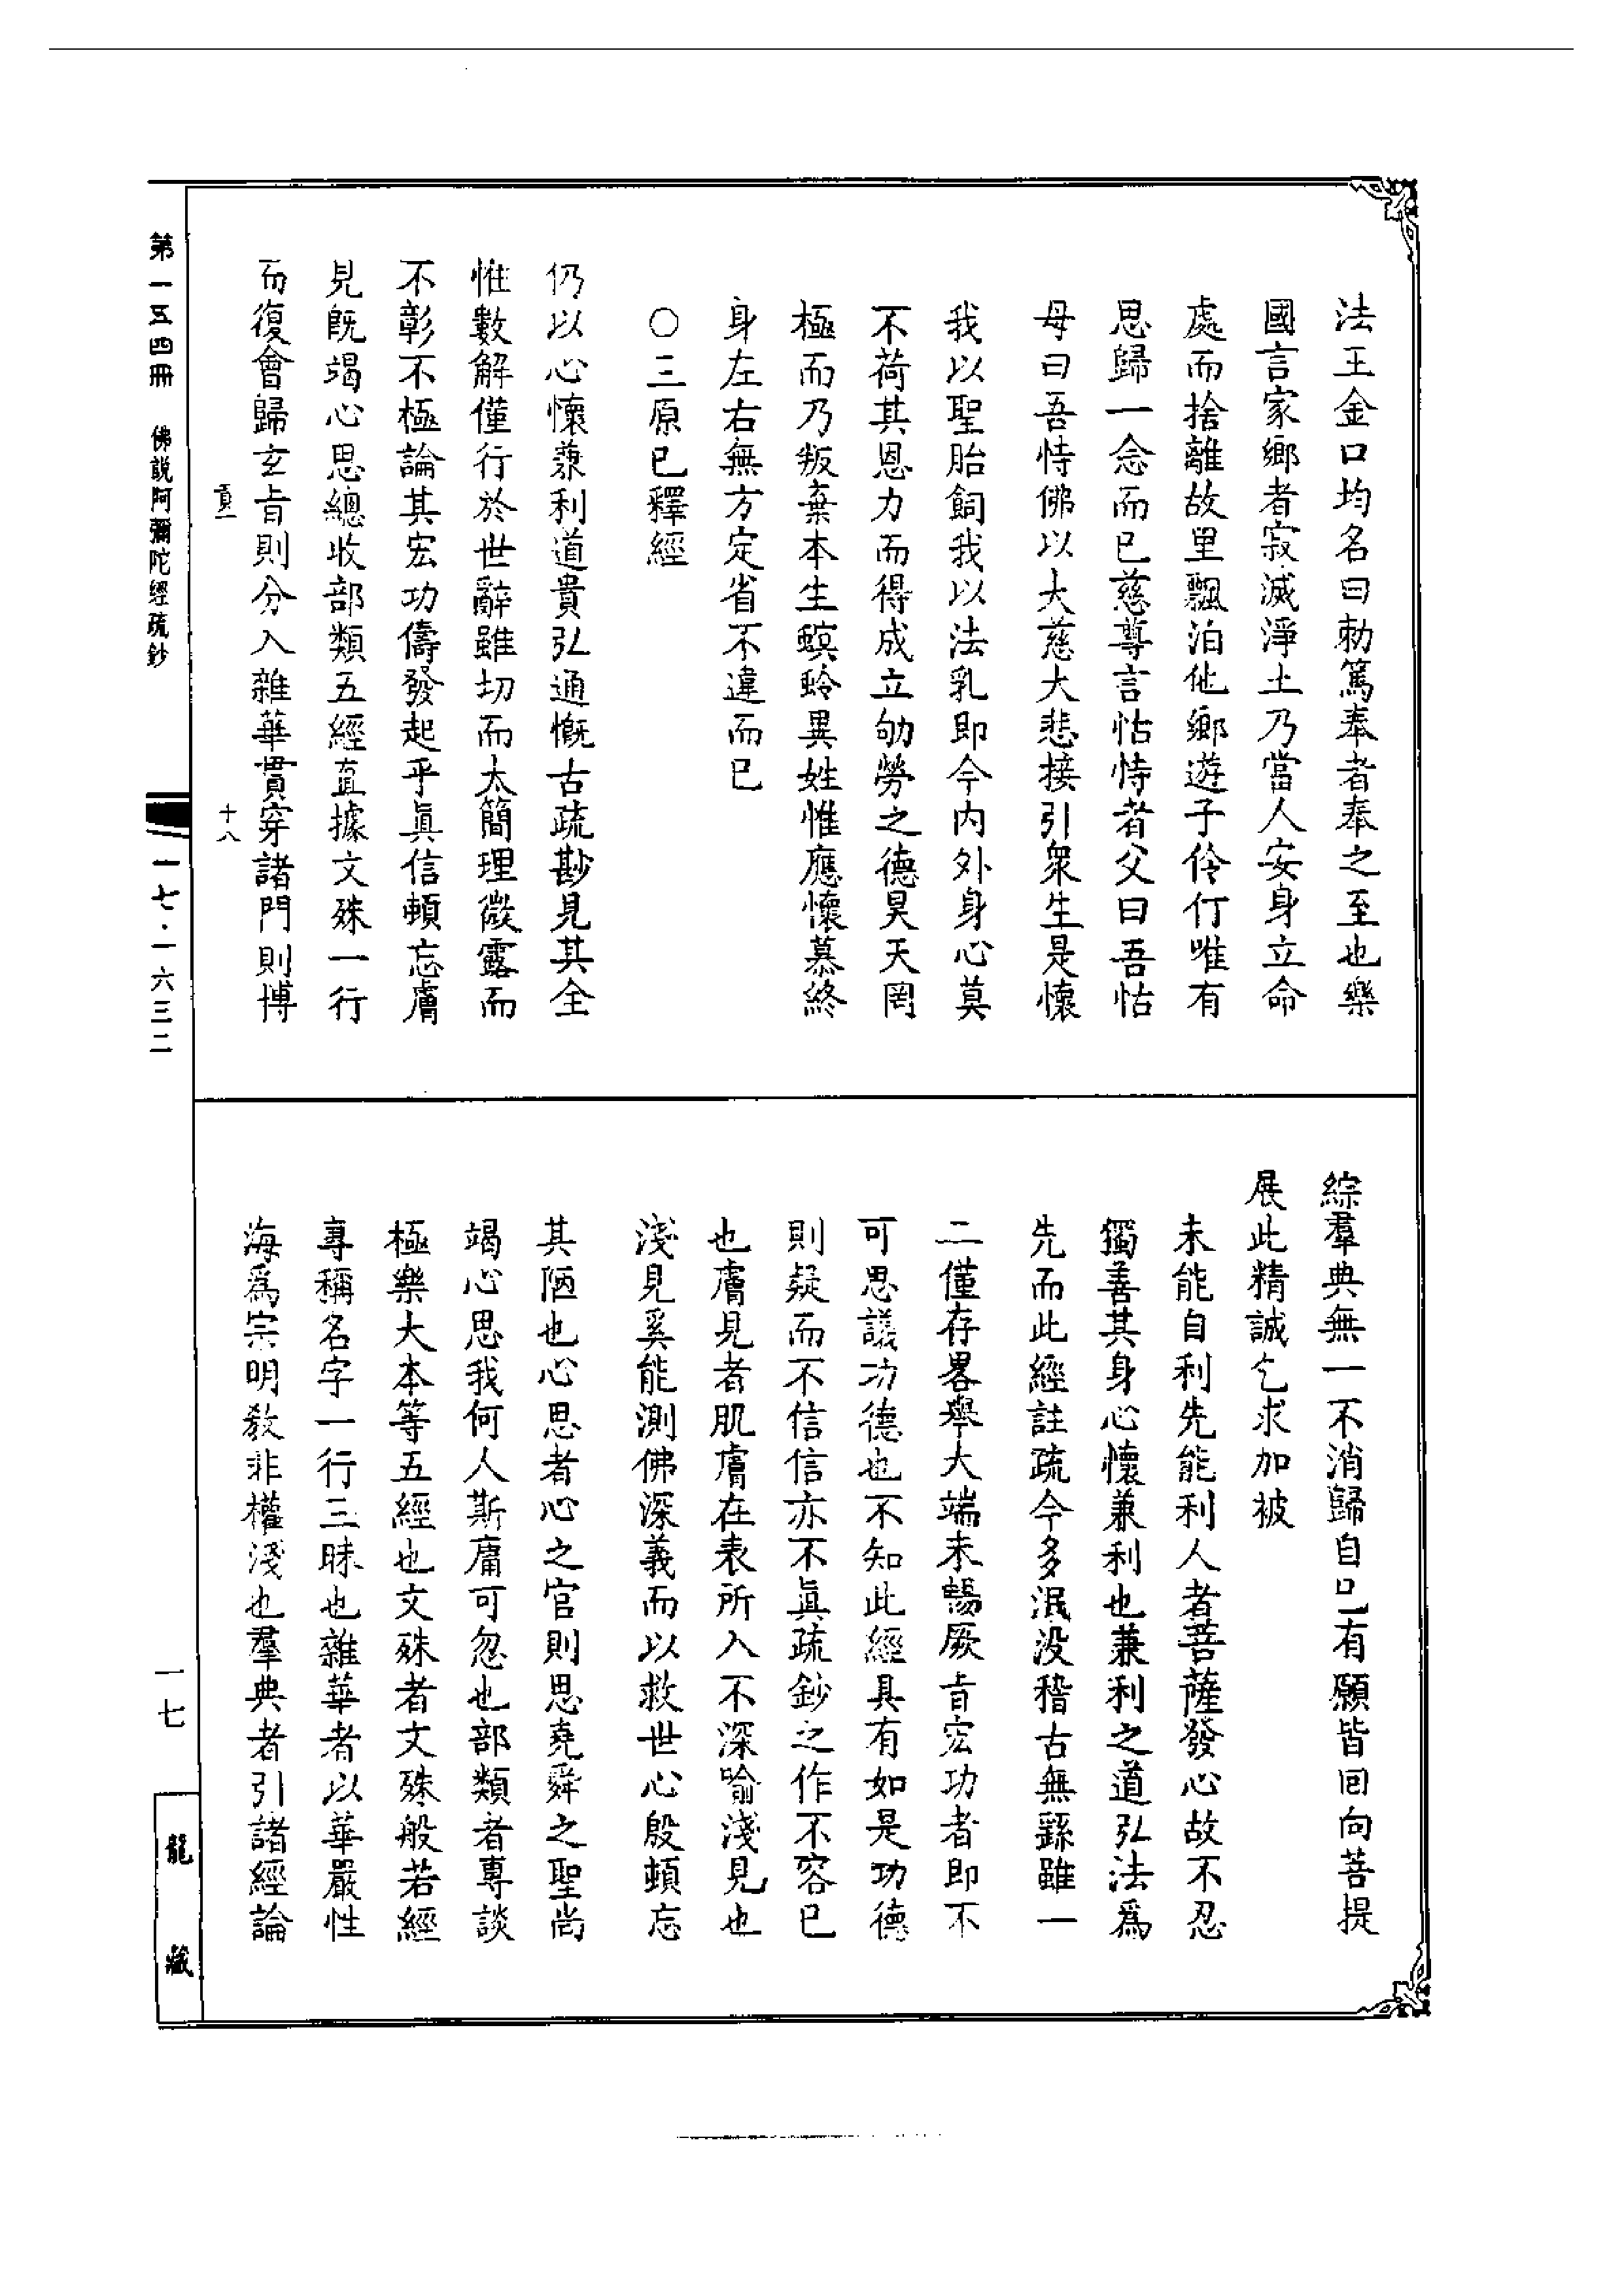 法王金口均名曰勅篤奉者奉之至也樂
國言家鄉者寂滅淨土乃當人安身立命
處而捨離故里飄泊他鄉遊子伶仃唯有
思歸一念而已慈尊言怙恃者父曰吾怙
母曰吾恃佛以大慈大悲接引衆生是懷
我以聖胎飼我以法乳即今內外身心莫
不荷其恩力而得成立劬勞之德昊天罔
極而乃叛棄本生螟蛉異姓惟應懷慕終
身左右無方定省不違而已
○三原已釋經
仍以心懷兼利道貴弘通慨古疏尠見其全
惟數解僅行於世辭雖切而太簡理微露而
不彰不極論其宏功儔發起乎眞信頓忘膚
見旣竭心思總收部類五經直據文殊一行
而復會歸玄旨則分入雜華貫穿諸門則博
貢一
十八
綜羣典無一不消歸自己有願皆回向菩提
展此精誠乞求加被
未能自利先能利人者菩薩發心故不忍
獨善其身心懷兼利也兼利之道弘法爲
先而此經註疏今多泯没稽古無繇雖一
二僅存畧舉大端未暢厥旨宏功者即不
可思議功德也不知此經具有如是功德
則疑而不信信亦不眞疏鈔之作不容已
也膚見者肌膚在表所入不深喻淺見也
淺見奚能測佛深義而以救世心殷頓忘
其陋也心思者心之官則思堯舜之聖尚
竭心思我何人斯庸可忽也部類者專談
極樂大本等五經也文殊者文殊般若經
專稱名字一行三昧也雜華者以華嚴性
海爲宗明教非權淺也羣典者引諸經論
第一五四冊 佛說阿彌陀經疏鈔
一七·一六三二
一七
龍藏